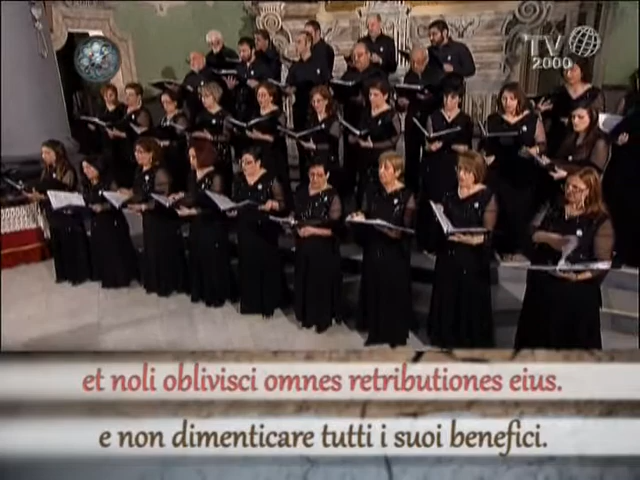 TV
2000
et noli oblivisci omnes retributiones eius.
e non dimenticare tutti i suoi benefici.